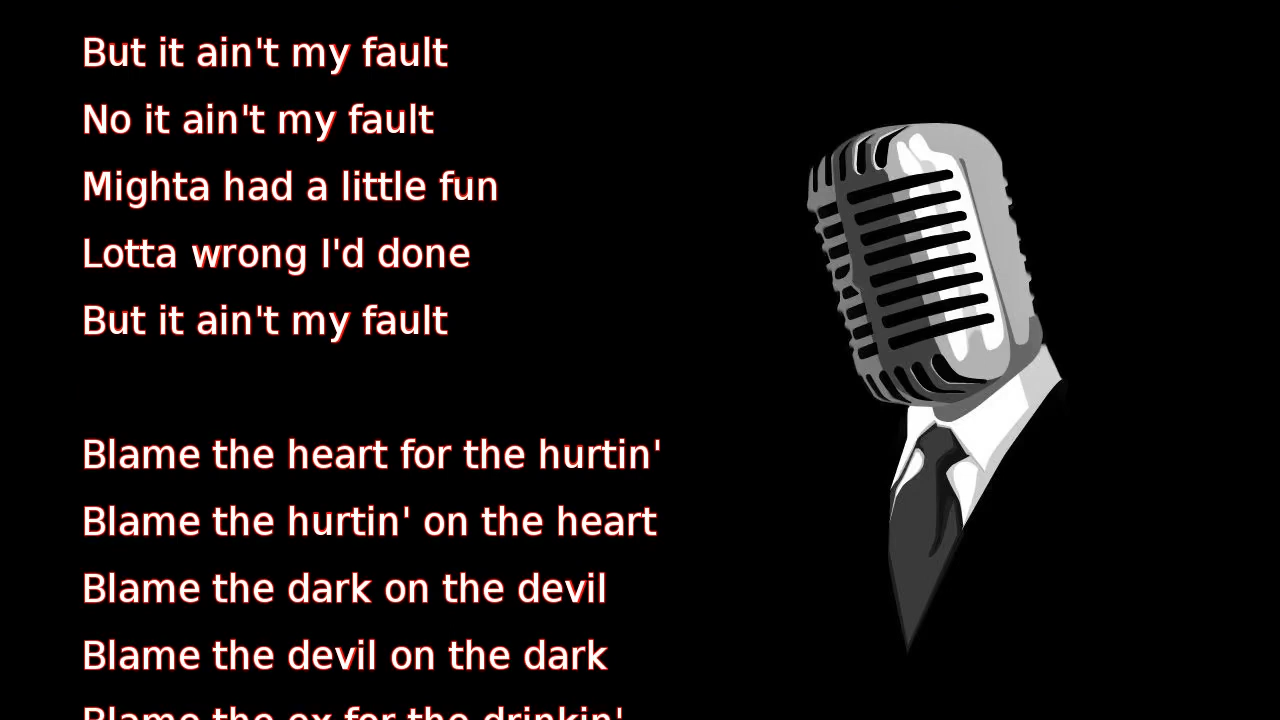 But it ain't my fault
No it ain't my fault
Mighta had a little fun
Lotta wrong I'd done
But it ain't my fault
Blame the heart for the hurtin'
Blame the hurtin' on the heart
Blame the dark on the devil
Blame the devil on the dark
Blame the ex for the drinkin'